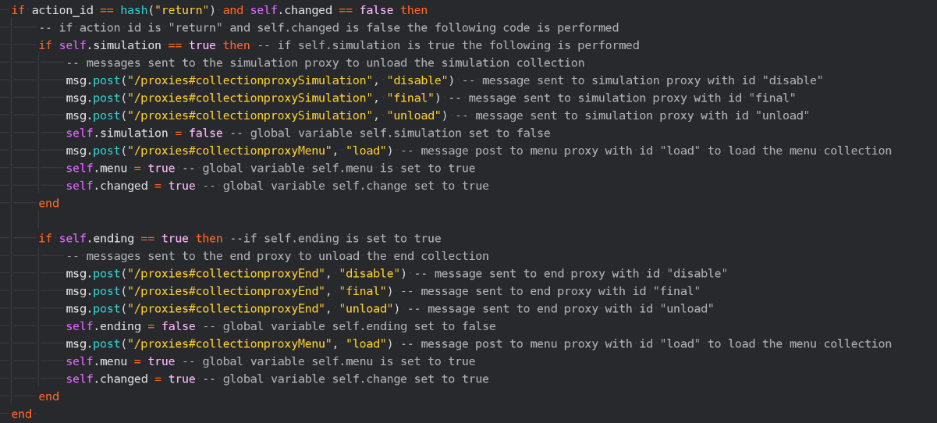 if action_id == hash("return") and self.changed == false then
-- if action id is "return" and self.changed is false the following code is performed
if self.simulation == true then -- if self.simulation is true the following is performed
-- messages sent to the simulation proxy to unload the simulation collection
msg.post("/proxies#collectionproxySimulation", "disable") -- message sent to simulation proxy with id "disable"
msg.post("/proxies#collectionproxySimulation", "final") -- message sent to simulation proxy with id "final"
msg.post("/proxies#collectionproxySimulation", "unload") -- message sent to simulation proxy with id "unload"
self.simulation = false -- global variable self.simulation set to false
msg.post("/proxies#collectionproxyMenu", "load") -- message post to menu proxy with id "load" to load the menu collection
self.menu = true -- global variable self.menu is set to true
self.changed = true -- global variable self.change set to true
end
if self.ending == true then --if self.ending is set to true
-- messages sent to the end proxy to unload the end collection
msg.post("/proxies#collectionproxyEnd", "disable") -- message sent to end proxy with id "disable"
msg.post("/proxies#collectionproxyEnd", "final") -- message sent to end proxy with id "final"
msg.post("/proxies#collectionproxyEnd", "unload") -- message sent to end proxy with id "unload"
self.ending = false -- global variable self.ending set to false
msg.post("/proxies#collectionproxyMenu", "load") -- message post to menu proxy with id "load" to load the menu collection
self.menu = true -- global variable self.menu is set to true
self.changed = true -- global variable self.change set to true
end
end